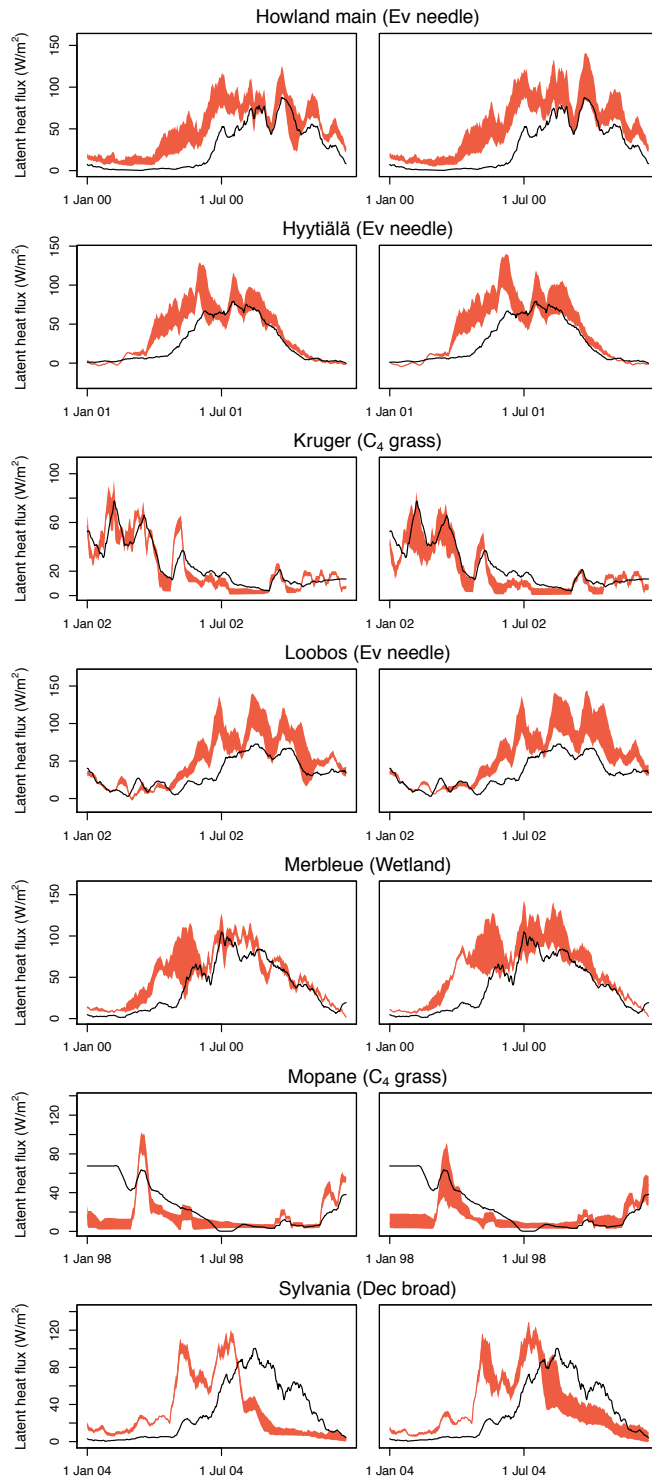 Howland main (Ev needle)
Latent heat flux (W/m²)
0 50 100 150
1 Jan 00 1 Jul 00 1 Jan 00 1 Jul 00
Hyytiälä (Ev needle)
Latent heat flux (W/m²)
0 50 100 150
1 Jan 01 1 Jul 01 1 Jan 01 1 Jul 01
Kruger (C₄ grass)
Latent heat flux (W/m²)
0 20 60 100
1 Jan 02 1 Jul 02 1 Jan 02 1 Jul 02
Loobos (Ev needle)
Latent heat flux (W/m²)
0 50 100 150
1 Jan 02 1 Jul 02 1 Jan 02 1 Jul 02
Merbleue (Wetland)
Latent heat flux (W/m²)
0 50 100 150
1 Jan 00 1 Jul 00 1 Jan 00 1 Jul 00
Mopane (C₄ grass)
Latent heat flux (W/m²)
0 40 80 120
1 Jan 98 1 Jul 98 1 Jan 98 1 Jul 98
Sylvania (Dec broad)
Latent heat flux (W/m²)
0 40 80 120
1 Jan 04 1 Jul 04 1 Jan 04 1 Jul 04